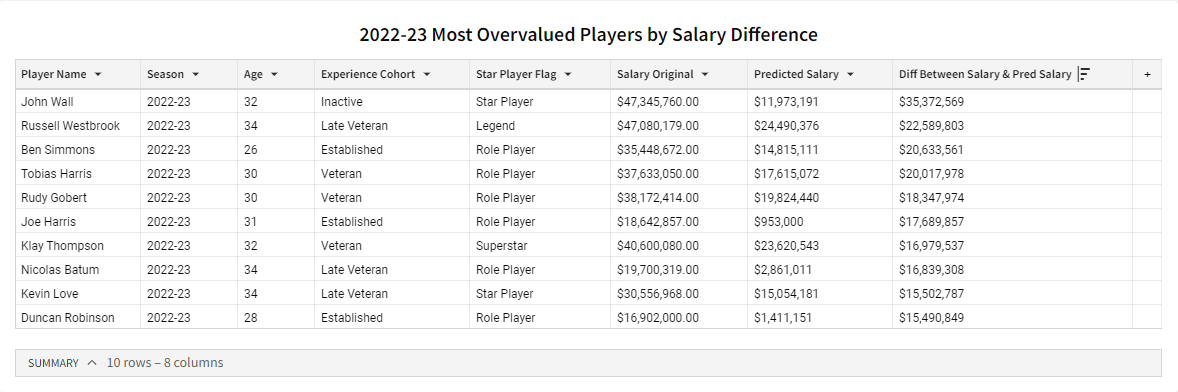 2022-23 Most Overvalued Players by Salary Difference
Player Name Season Age Experience Cohort Star Player Flag Salary Original Predicted Salary Diff Between Salary & Pred Salary +
John Wall 2022-23 32 Inactive Star Player $47,345,760.00 $11,973,191 $35,372,569
Russell Westbrook 2022-23 34 Late Veteran Legend $47,080,179.00 $24,490,376 $22,589,803
Ben Simmons 2022-23 26 Established Role Player $35,448,672.00 $14,815,111 $20,633,561
Tobias Harris 2022-23 30 Veteran Role Player $37,633,050.00 $17,615,072 $20,017,978
Rudy Gobert 2022-23 30 Veteran Role Player $38,172,414.00 $19,824,440 $18,347,974
Joe Harris 2022-23 31 Established Role Player $18,642,857.00 $953,000 $17,689,857
Klay Thompson 2022-23 32 Veteran Superstar $40,600,080.00 $23,620,543 $16,979,537
Nicolas Batum 2022-23 34 Late Veteran Role Player $19,700,319.00 $2,861,011 $16,839,308
Kevin Love 2022-23 34 Late Veteran Star Player $30,556,968.00 $15,054,181 $15,502,787
Duncan Robinson 2022-23 28 Established Role Player $16,902,000.00 $1,411,151 $15,490,849
SUMMARY 10 rows – 8 columns